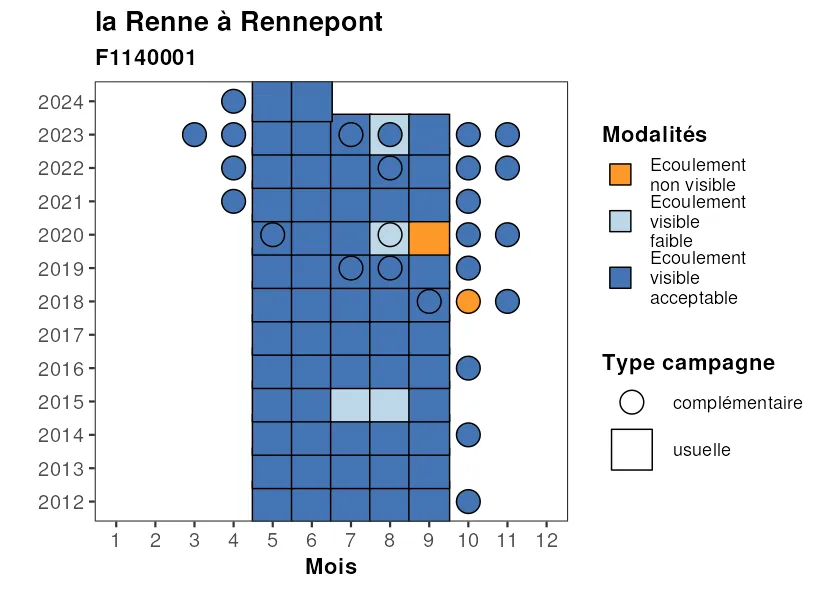 la Renne à Rennepont
F1140001
2024
2023
2022
2021
2020
2019
2018
2017
2016
2015
2014
2013
2012
1 2 3 4 5 6 7 8 9 10 11 12
Mois
Modalités
Ecoulement
non visible
Ecoulement
visible
faible
Ecoulement
visible
acceptable
Type campagne
complémentaire
usuelle